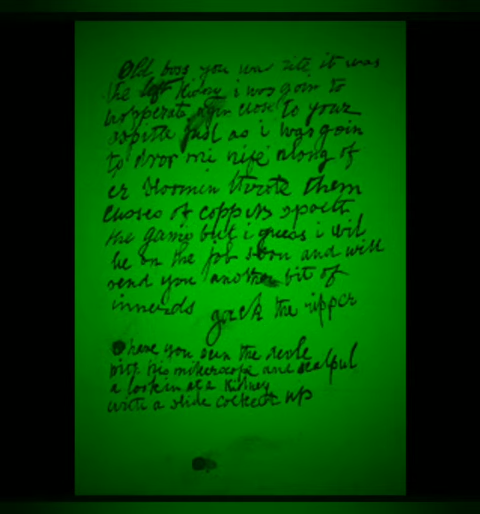 Old boss you was rite it was
the left kidny i was goin to
hopperate agin close to your
ospitle just as i was goin
to dror mi nife along of
er bloomin throte them
cusses of coppers spoilt
the game but i guess i wil
be on the job soon and will
send you another bit of
innerds Jack the ripper
O have you seen the devle
with his mikerscope and scalpul
a lookin at a kidney
with a slide cocked up